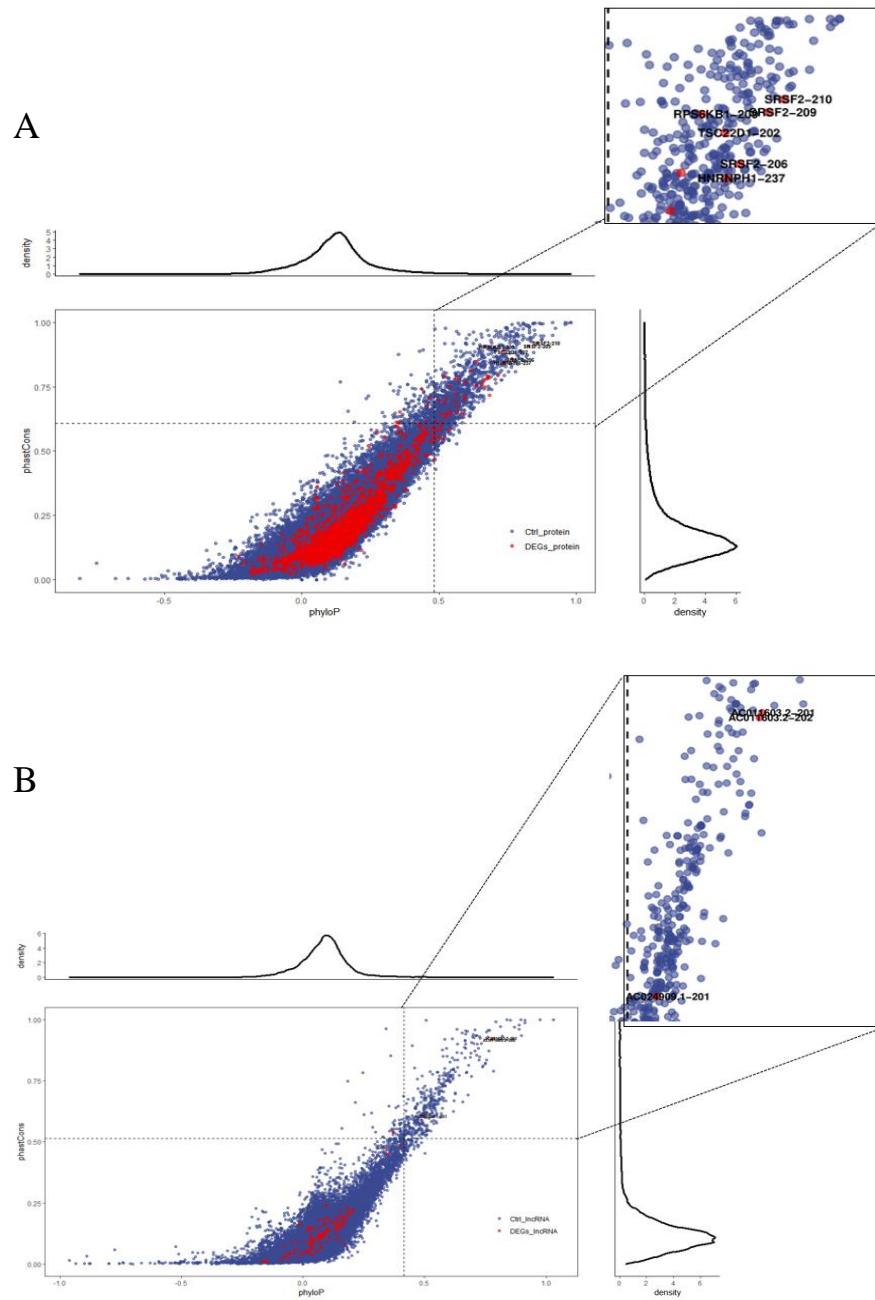 A
SRSF2-210
RPS6KB1-209
SRSF2-209
TSC22D1-202
SRSF2-206
HNRNPH1-237
density
5
4
3
2
1
0
1.00
0.75
0.50
0.25
0.00
phastCons
SRSF2-210
SRSF2-209
Ctrl_protein
DEGs_protein
-0.5
0.0
0.5
1.0
phyloP
0
2
4
6
density
B
AC011603.2-201
AC011603.2-202
AC024909.1-201
density
6
4
2
0
1.00
0.75
0.50
0.25
0.00
phastCons
Ctrl_lncRNA
DEGs_lncRNA
-1.0
-0.5
0.0
0.5
1.0
phyloP
0
2
4
6
density